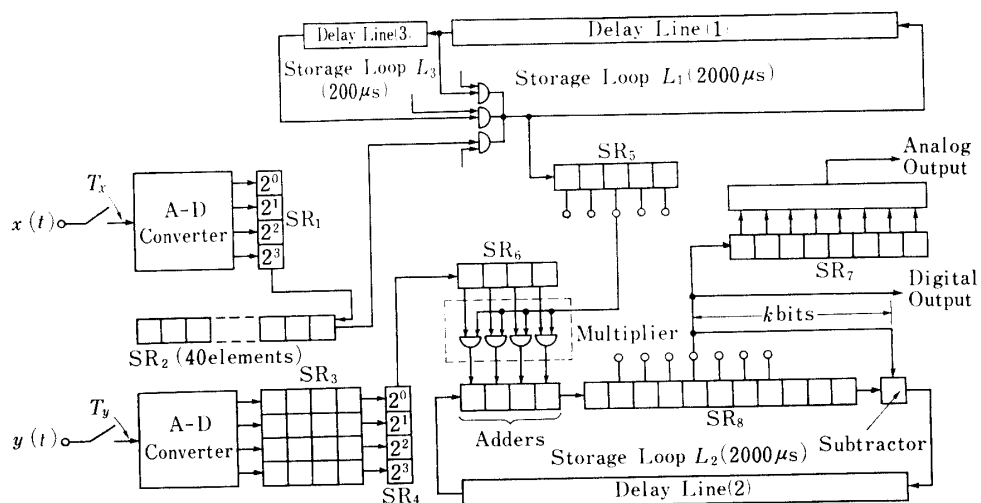 Delay Line(3)
Delay Line(1)
Storage Loop L₃
(200μs)
Storage Loop L₁(2000μs)
SR₅
Analog
Output
Tₓ
x(t)
A-D
Converter
2⁰
2¹
2²
2³
SR₁
SR₆
SR₇
Digital
Output
k bits
Multiplier
SR₂(40elements)
SR₃
T_y
y(t)
A-D
Converter
2⁰
2¹
2²
2³
SR₄
Adders
SR₈
Subtractor
Storage Loop L₂(2000μs)
Delay Line(2)